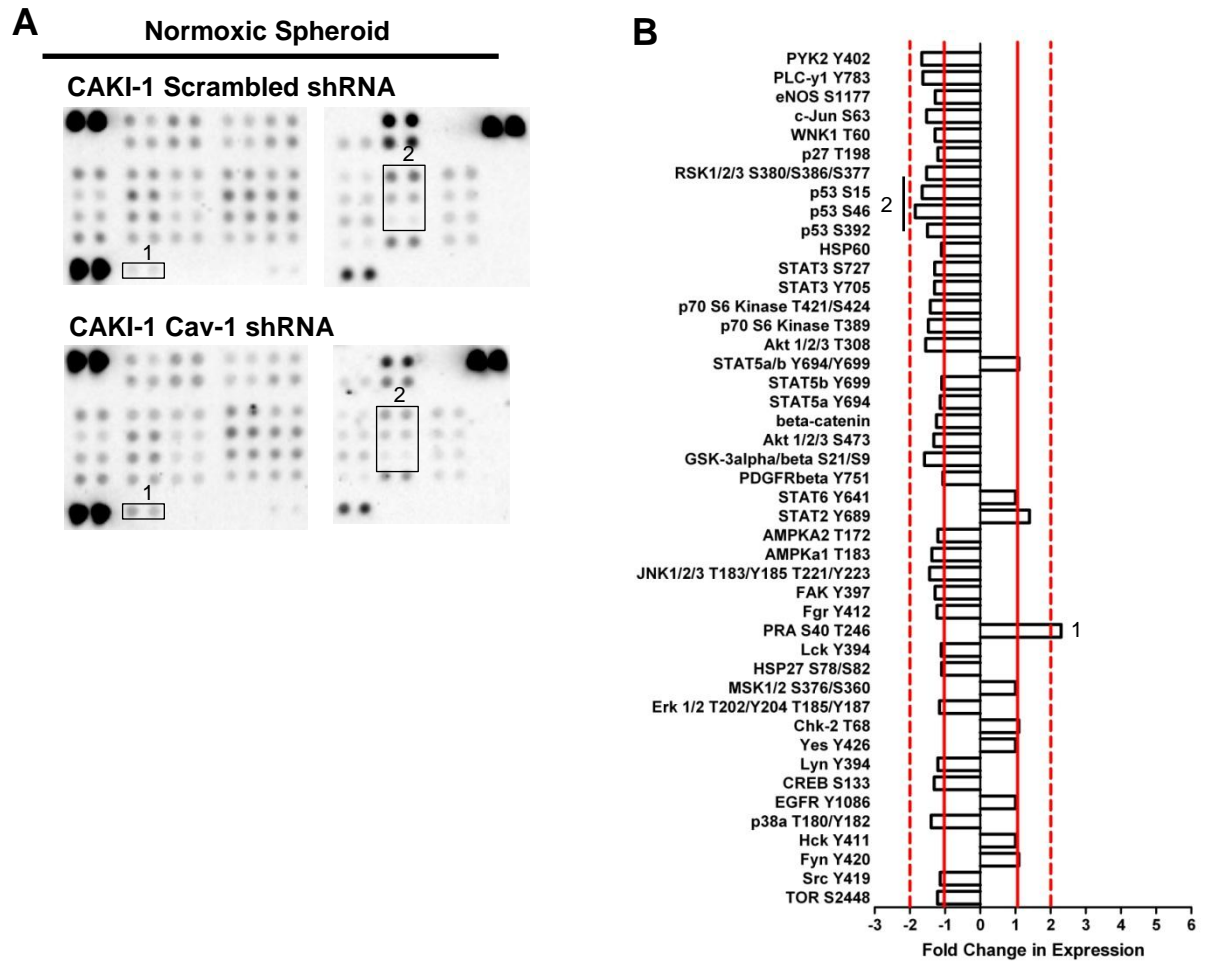 A
Normoxic Spheroid
CAKI-1 Scrambled shRNA
2
1
CAKI-1 Cav-1 shRNA
2
1
B
PYK2 Y402
PLC-y1 Y783
eNOS S1177
c-Jun S63
WNK1 T60
p27 T198
RSK1/2/3 S380/S386/S377
p53 S15
p53 S46
2
p53 S392
HSP60
STAT3 S727
STAT3 Y705
p70 S6 Kinase T421/S424
p70 S6 Kinase T389
Akt 1/2/3 T308
STAT5a/b Y694/Y699
STAT5b Y699
STAT5a Y694
beta-catenin
Akt 1/2/3 S473
GSK-3alpha/beta S21/S9
PDGFRbeta Y751
STAT6 Y641
STAT2 Y689
AMPKA2 T172
AMPKa1 T183
JNK1/2/3 T183/Y185 T221/Y223
FAK Y397
Fgr Y412
PRA S40 T246
1
Lck Y394
HSP27 S78/S82
MSK1/2 S376/S360
Erk 1/2 T202/Y204 T185/Y187
Chk-2 T68
Yes Y426
Lyn Y394
CREB S133
EGFR Y1086
p38a T180/Y182
Hck Y411
Fyn Y420
Src Y419
TOR S2448
-3 -2 -1 0 1 2 3 4 5 6
Fold Change in Expression